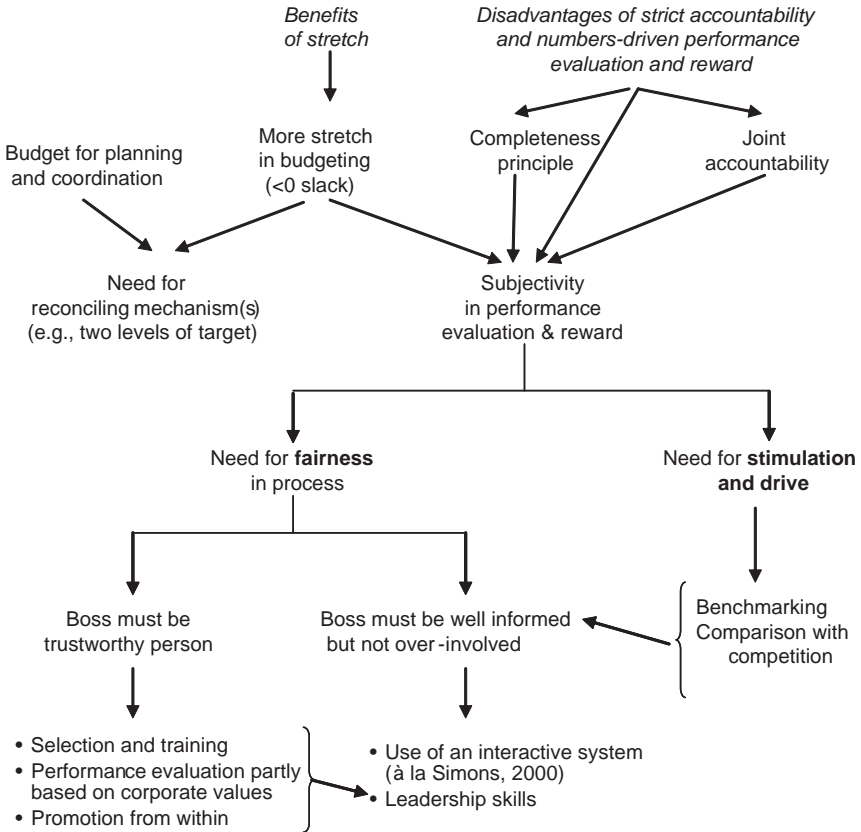 Benefits
of stretch
Disadvantages of strict accountability
and numbers-driven performance
evaluation and reward
Budget for planning
and coordination
More stretch
in budgeting
(<0 slack)
Completeness
principle
Joint
accountability
Need for
reconciling mechanism(s)
(e.g., two levels of target)
Subjectivity
in performance
evaluation & reward
Need for fairness
in process
Need for stimulation
and drive
Boss must be
trustworthy person
Boss must be well informed
but not over-involved
Benchmarking
Comparison with
competition
• Selection and training
• Performance evaluation partly
based on corporate values
• Promotion from within
• Use of an interactive system
(à la Simons, 2000)
• Leadership skills